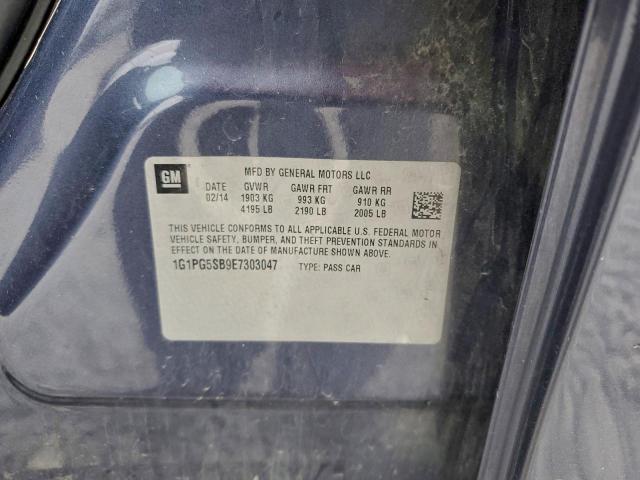 GM
MFD BY GENERAL MOTORS LLC
DATE GVWR GAWR FRT GAWR RR
02/14 1903 KG 993 KG 910 KG
4195 LB 2190 LB 2005 LB
THIS VEHICLE CONFORMS TO ALL APPLICABLE U.S. FEDERAL MOTOR
VEHICLE SAFETY, BUMPER, AND THEFT PREVENTION STANDARDS IN
EFFECT ON THE DATE OF MANUFACTURE SHOWN ABOVE.
1G1PG5SB9E7303047 TYPE: PASS CAR